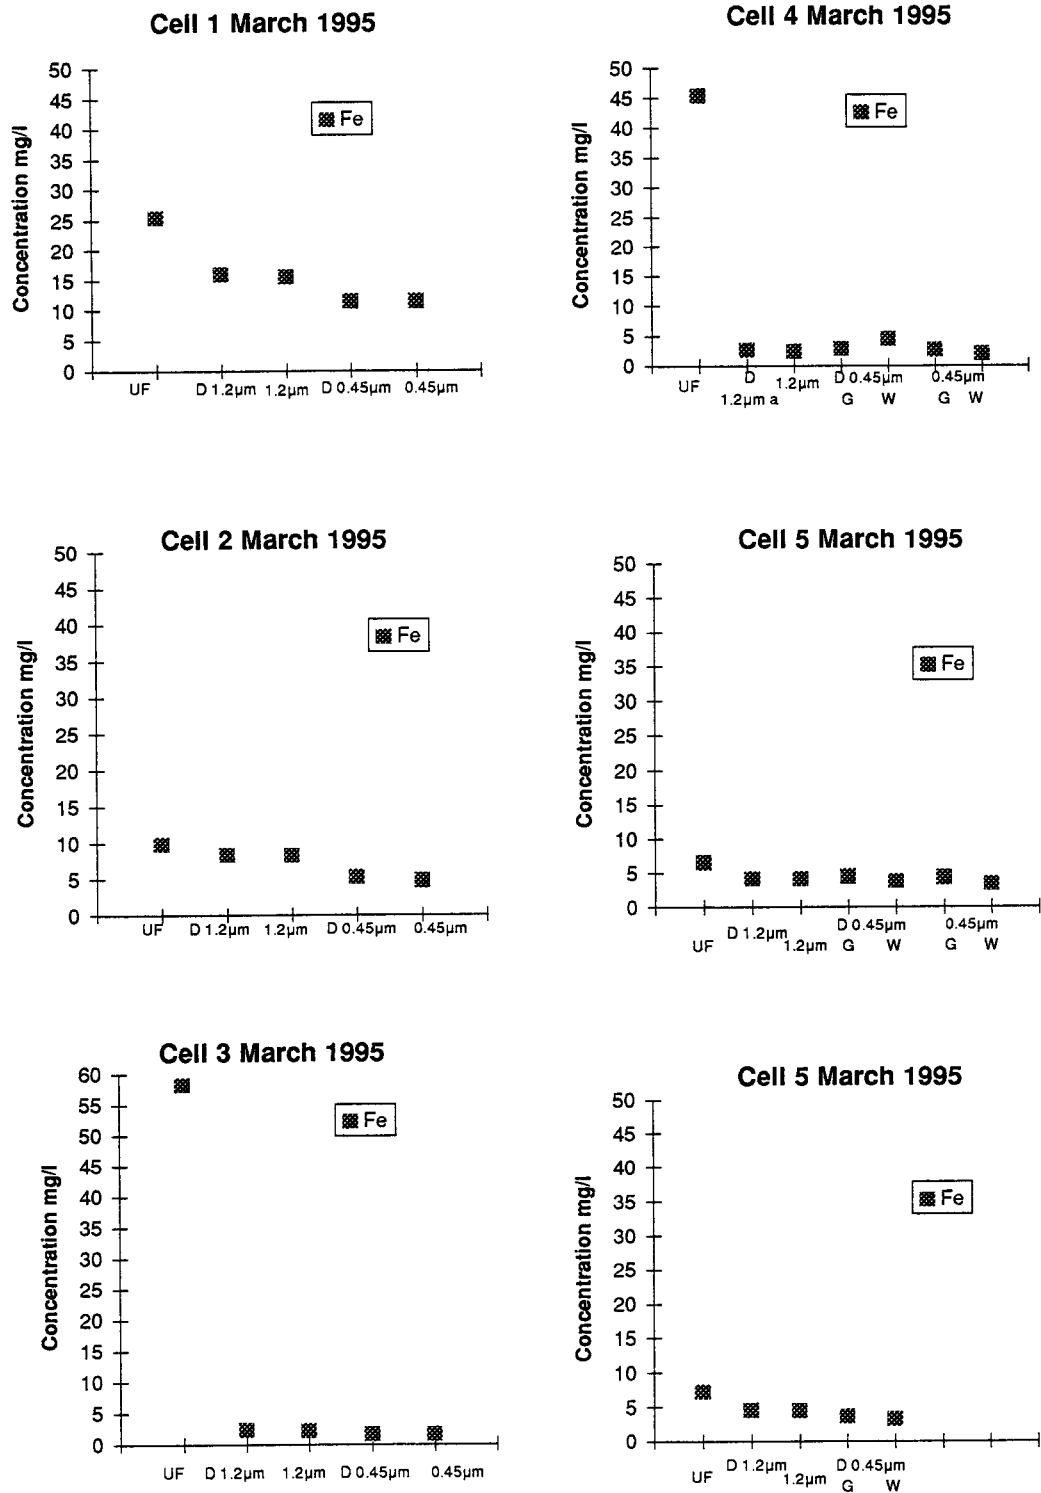 Cell 1 March 1995
Concentration mg/l
50
45
40
35
30
25
20
15
10
5
0
Fe
UF D 1.2µm 1.2µm D 0.45µm 0.45µm
Cell 4 March 1995
Concentration mg/l
50
45
40
35
30
25
20
15
10
5
0
Fe
UF D 1.2µm D 0.45µm 0.45µm
1.2µm a G W G W
Cell 2 March 1995
Concentration mg/l
50
45
40
35
30
25
20
15
10
5
0
Fe
UF D 1.2µm 1.2µm D 0.45µm 0.45µm
Cell 5 March 1995
Concentration mg/l
50
45
40
35
30
25
20
15
10
5
0
Fe
D 1.2µm D 0.45µm 0.45µm
UF 1.2µm G W G W
Cell 3 March 1995
Concentration mg/l
60
55
50
45
40
35
30
25
20
15
10
5
0
Fe
UF D 1.2µm 1.2µm D 0.45µm 0.45µm
Cell 5 March 1995
Concentration mg/l
50
45
40
35
30
25
20
15
10
5
0
Fe
D 1.2µm D 0.45µm
UF 1.2µm G W